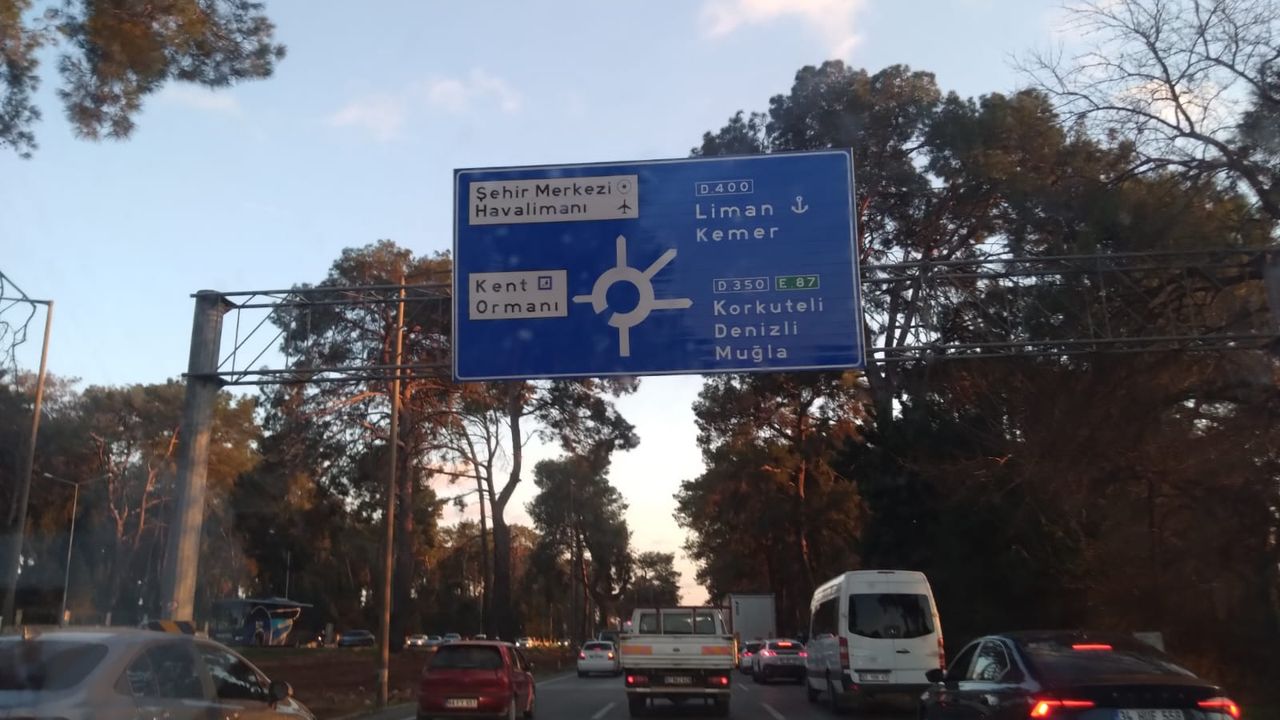 Şehir Merkezi
Havalimanı
D.400
Liman
Kemer
Kent
Ormanı
D.350 E.87
Korkuteli
Denizli
Muğla